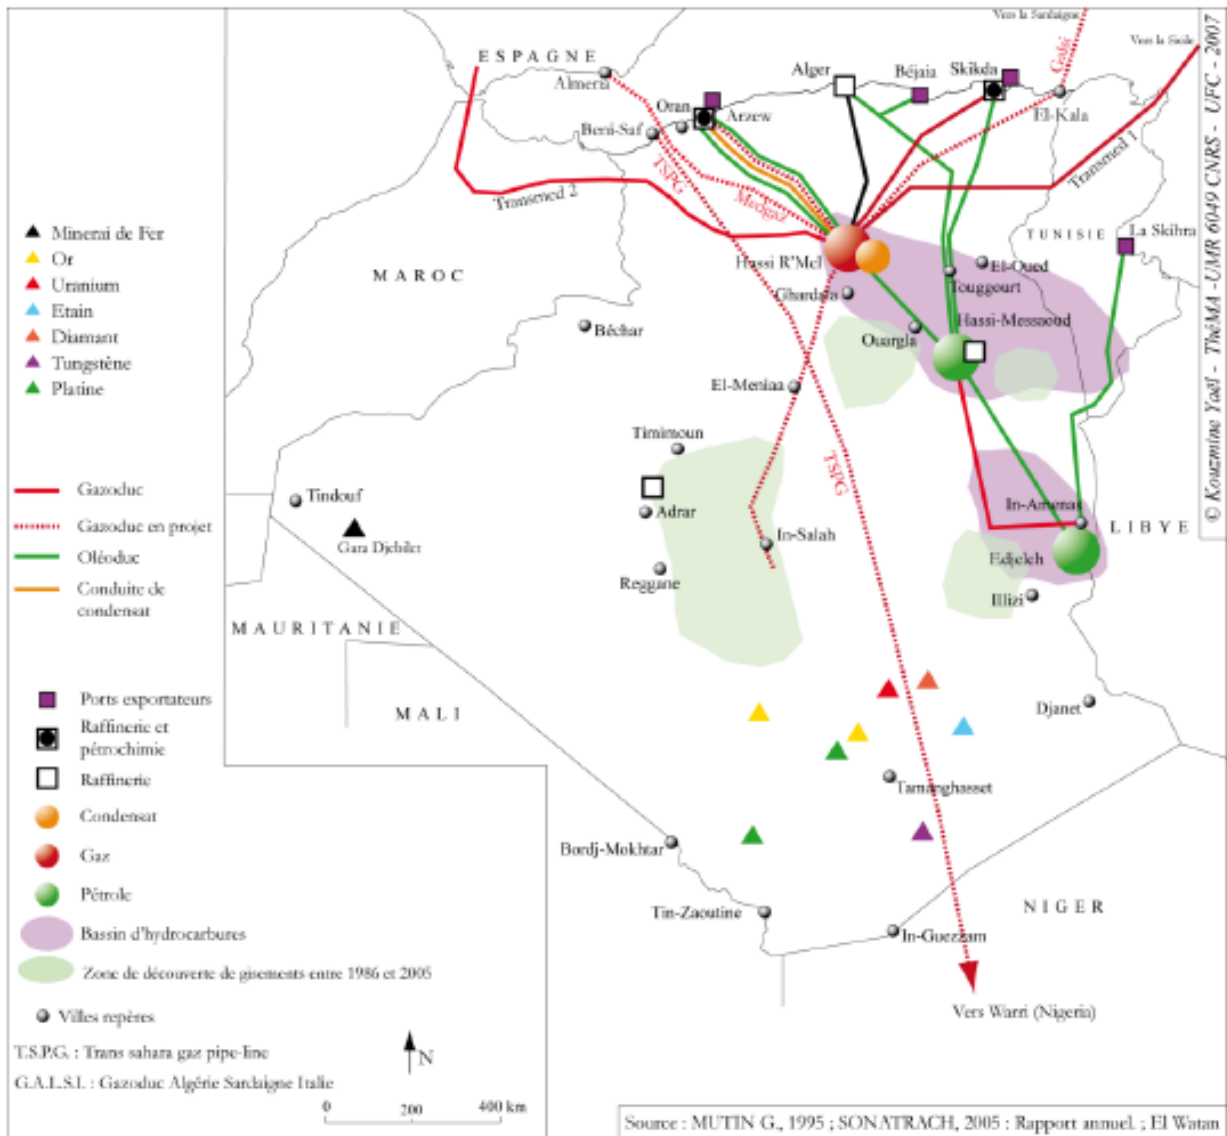 Vers la Sardaigne
ESPAGNE
Vers la Sicile
Almeria
Alger
Béjaia
Skikda
Galsi
Oran
Arzew
Beni-Saf
El-Kala
TSPG
Medgaz
Transmed 1
Transmed 2
La Skihra
TUNISIE
Minerai de Fer
Or
Uranium
Etain
Diamant
Tungstène
Platine
MAROC
Hassi R'Mel
El-Oued
Touggourt
Ghardaïa
Hassi-Messaoud
Béchar
Ouargla
El-Meniaa
Timimoun
TSPG
Gazoduc
Gazoduc en projet
Oléoduc
Conduite de
condensat
Tindouf
Gara Djebilet
Adrar
In-Amenas
LIBYE
In-Salah
Edjeleh
Reggane
Illizi
MAURITANIE
MALI
Djanet
Ports exportateurs
Raffinerie et
pétrochimie
Raffinerie
Condensat
Gaz
Pétrole
Bassin d'hydrocarbures
Zone de découverte de gisements entre 1986 et 2005
Villes repères
Tamanghasset
Bordj-Mokhtar
Tin-Zaoutine
NIGER
In-Guezzam
Vers Warri (Nigeria)
T.S.P.G. : Trans sahara gaz pipe-line
N
G.A.L.S.I. : Gazoduc Algérie Sardaigne Italie
0 200 400 km
Source : MUTIN G., 1995 ; SONATRACH, 2005 : Rapport annuel ; El Watan
© Kouzmine Yaël - ThéMA -UMR 6049 CNRS - UFC - 2007